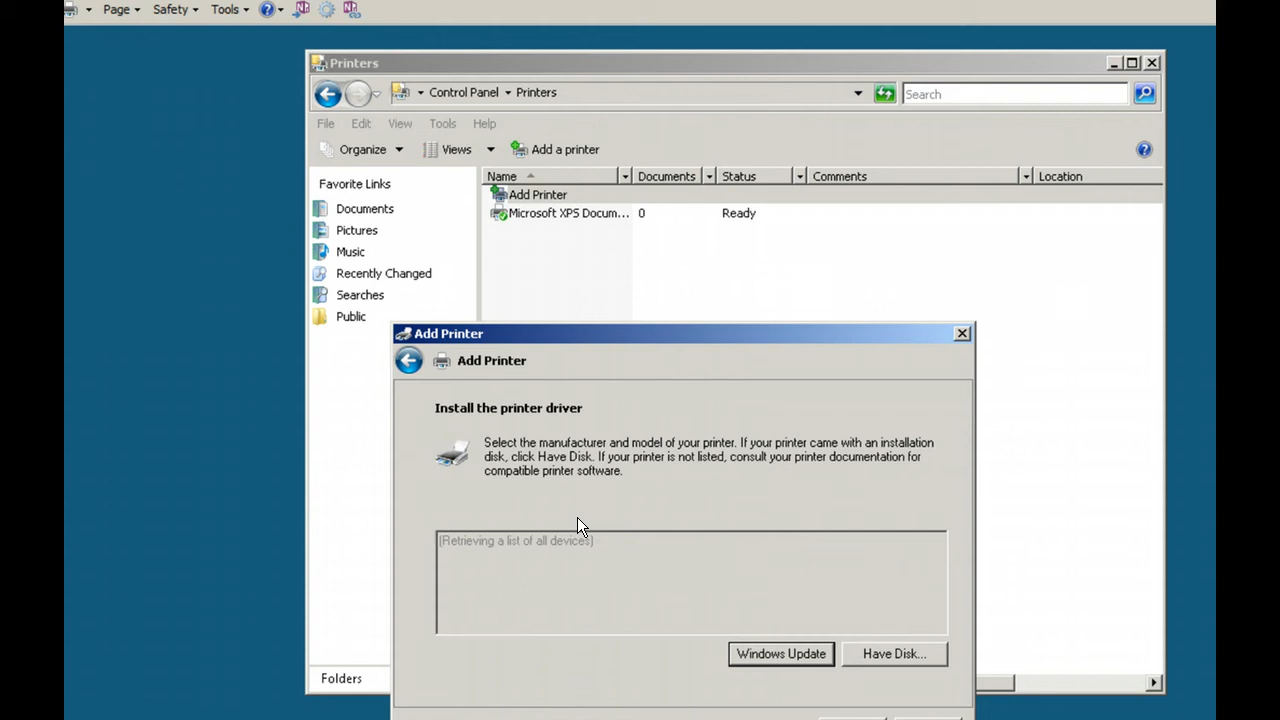 Page Safety Tools
Printers
Control Panel Printers
Search
File Edit View Tools Help
Organize Views Add a printer
Name Documents Status Comments Location
Favorite Links
Documents
Pictures
Music
Recently Changed
Searches
Public
Folders
Add Printer
Microsoft XPS Docum... 0 Ready
Add Printer
Add Printer
Install the printer driver
Select the manufacturer and model of your printer. If your printer came with an installation
disk, click Have Disk. If your printer is not listed, consult your printer documentation for
compatible printer software.
(Retrieving a list of all devices)
Windows Update Have Disk...